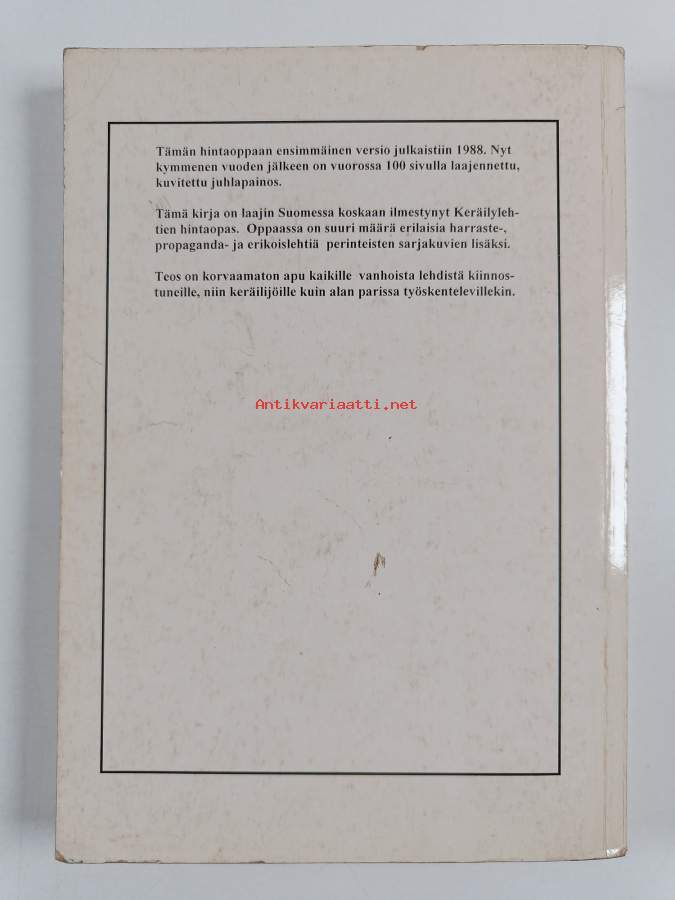 Tämän hintaoppaan ensimmäinen versio julkaistiin 1988. Nyt
kymmenen vuoden jälkeen on vuorossa 100 sivulla laajennettu,
kuvitettu juhlapainos.
Tämä kirja on laajin Suomessa koskaan ilmestynyt Keräilyleh-
tien hintaopas. Oppaassa on suuri määrä erilaisia harraste-,
propaganda- ja erikoislehtiä perinteisten sarjakuvien lisäksi.
Teos on korvaamaton apu kaikille vanhoista lehdistä kiinnos-
tuneille, niin keräilijöille kuin alan parissa työskentelevillekin.
Antikvariaatti.net